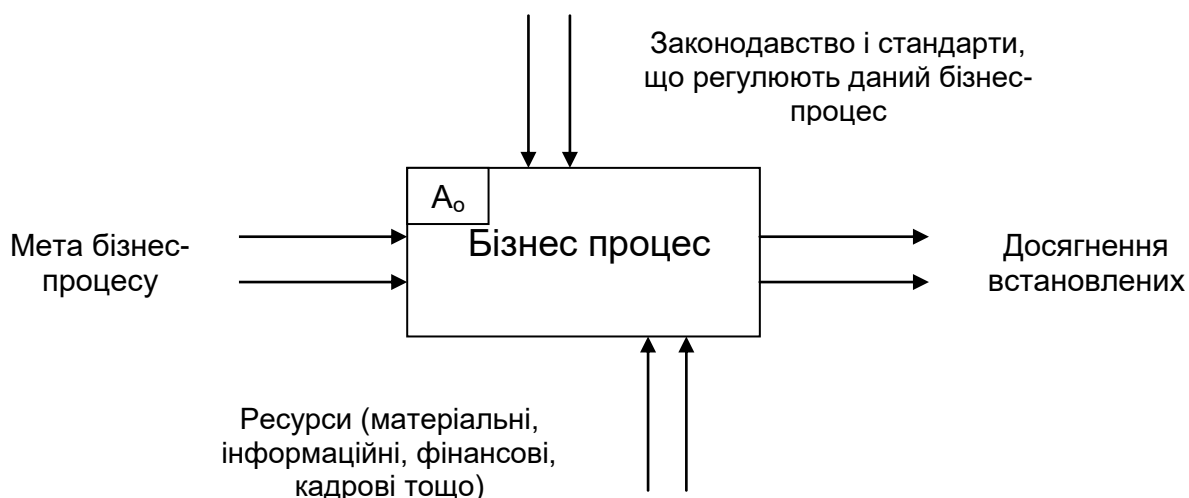 Законодавство і стандарти,
що регулюють даний бізнес-
процес
Aₒ
Бізнес процес
Мета бізнес-
процесу
Досягнення
встановлених
Ресурси (матеріальні,
інформаційні, фінансові,
кадрові тощо)